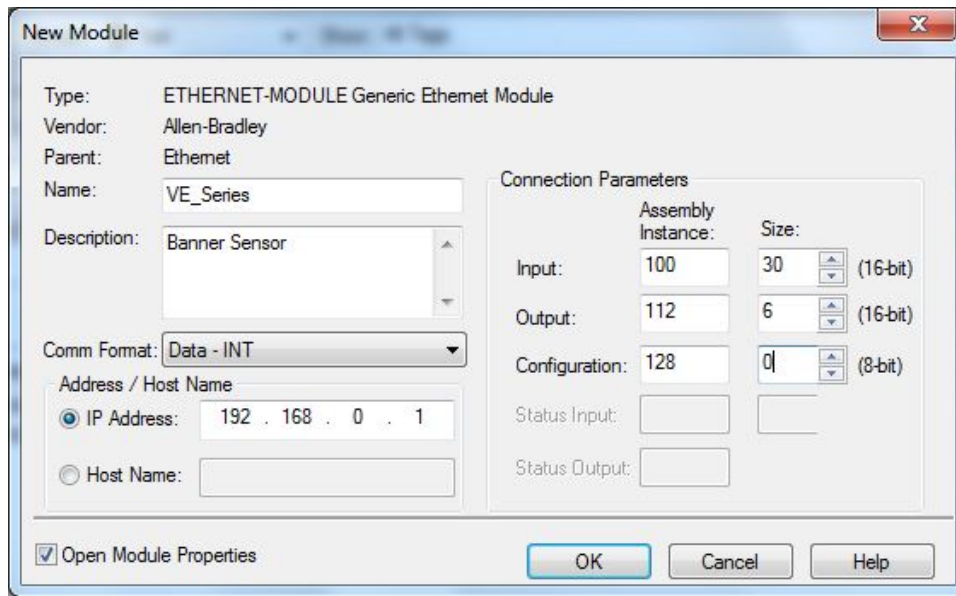 New Module
Type: ETHERNET-MODULE Generic Ethernet Module
Vendor: Allen-Bradley
Parent: Ethernet
Name: VE_Series
Description: Banner Sensor
Comm Format: Data - INT
Address / Host Name
IP Address: 192 . 168 . 0 . 1
Host Name:
Connection Parameters
Assembly Instance: Size:
Input: 100 30 (16-bit)
Output: 112 6 (16-bit)
Configuration: 128 0 (8-bit)
Status Input:
Status Output:
Open Module Properties
OK Cancel Help